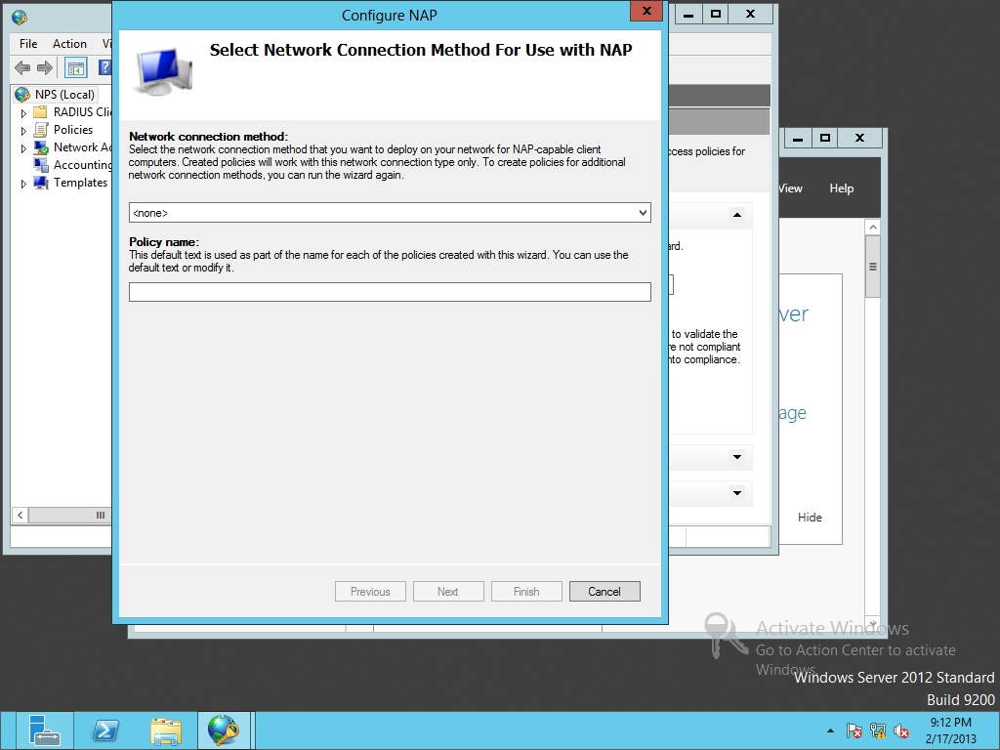 Configure NAP
File Action Vi
NPS (Local)
RADIUS Clie
Policies
Network Ac
Accounting
Templates
Select Network Connection Method For Use with NAP
Network connection method:
Select the network connection method that you want to deploy on your network for NAP-capable client
computers. Created policies will work with this network connection type only. To create policies for additional
network connection methods, you can run the wizard again.
<none>
Policy name:
This default text is used as part of the name for each of the policies created with this wizard. You can use the
default text or modify it.
Previous Next Finish Cancel
ccess policies for
ard.
to validate the
re not compliant
nto compliance.
View Help
ver
age
Hide
Activate Windows
Go to Action Center to activate
Windows.
Windows Server 2012 Standard
Build 9200
9:12 PM
2/17/2013